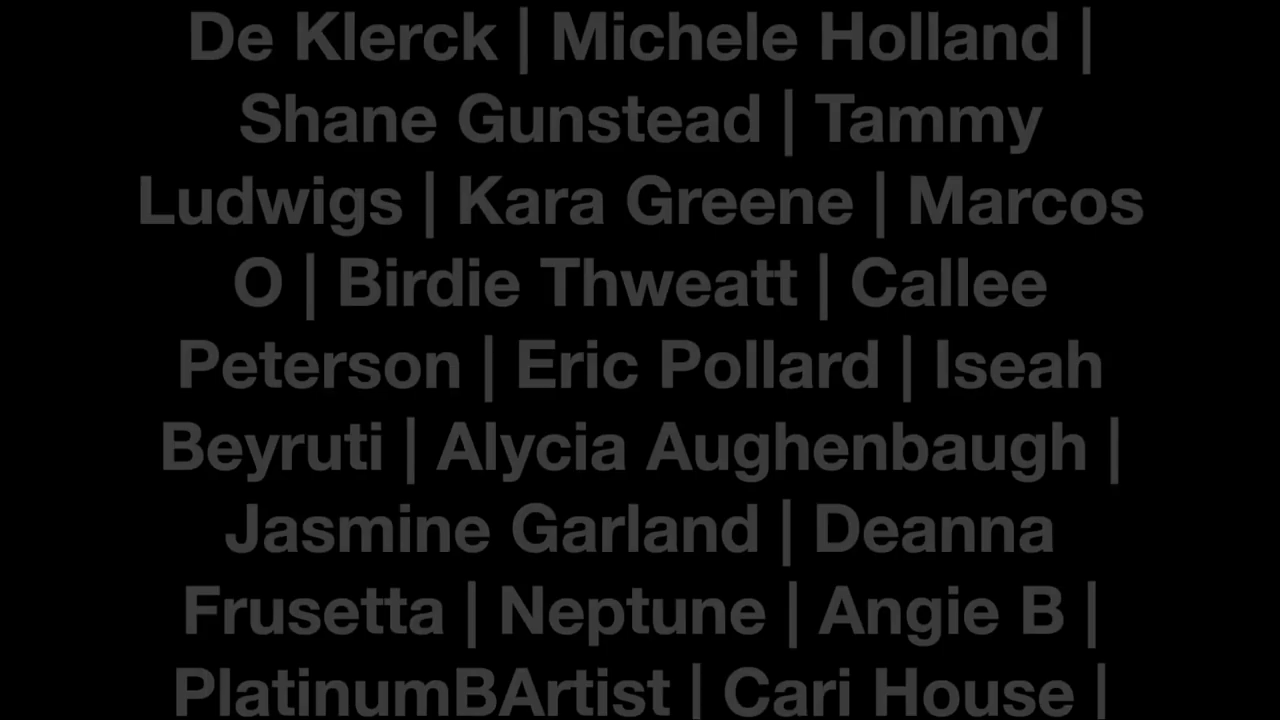 De Klerck | Michele Holland |
Shane Gunstead | Tammy
Ludwigs | Kara Greene | Marcos
O | Birdie Thweatt | Callee
Peterson | Eric Pollard | Iseah
Beyruti | Alycia Aughenbaugh |
Jasmine Garland | Deanna
Frusetta | Neptune | Angie B |
PlatinumBArtist | Cari House |